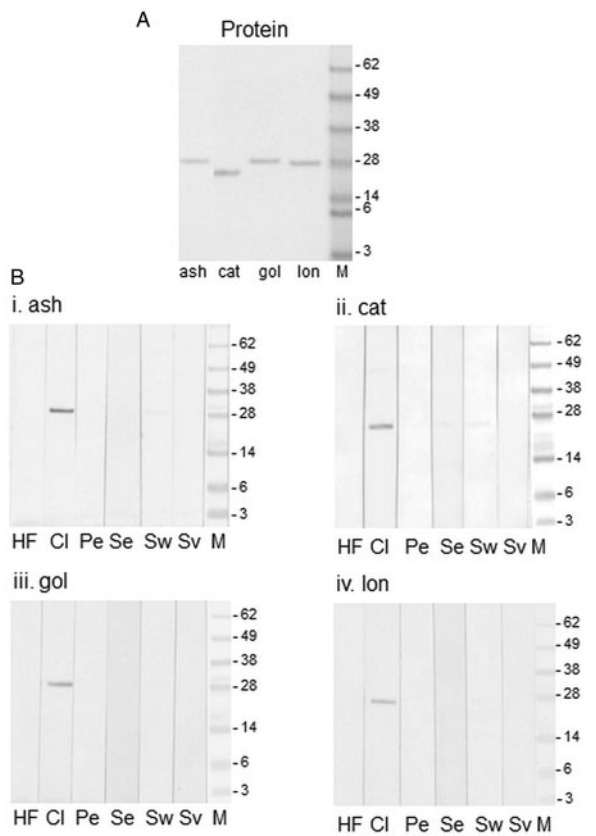 A
Protein
-62
-49
-38
-28
-14
-6
-3
ash cat gol lon M
B
i. ash
-62
-49
-38
-28
-14
-6
-3
HF Cl Pe Se Sw Sv M
ii. cat
-62
-49
-38
-28
-14
-6
-3
HF Cl Pe Se Sw Sv M
iii. gol
-62
-49
-38
-28
-14
-6
-3
HF Cl Pe Se Sw Sv M
iv. lon
-62
-49
-38
-28
-14
-6
-3
HF Cl Pe Se Sw Sv M